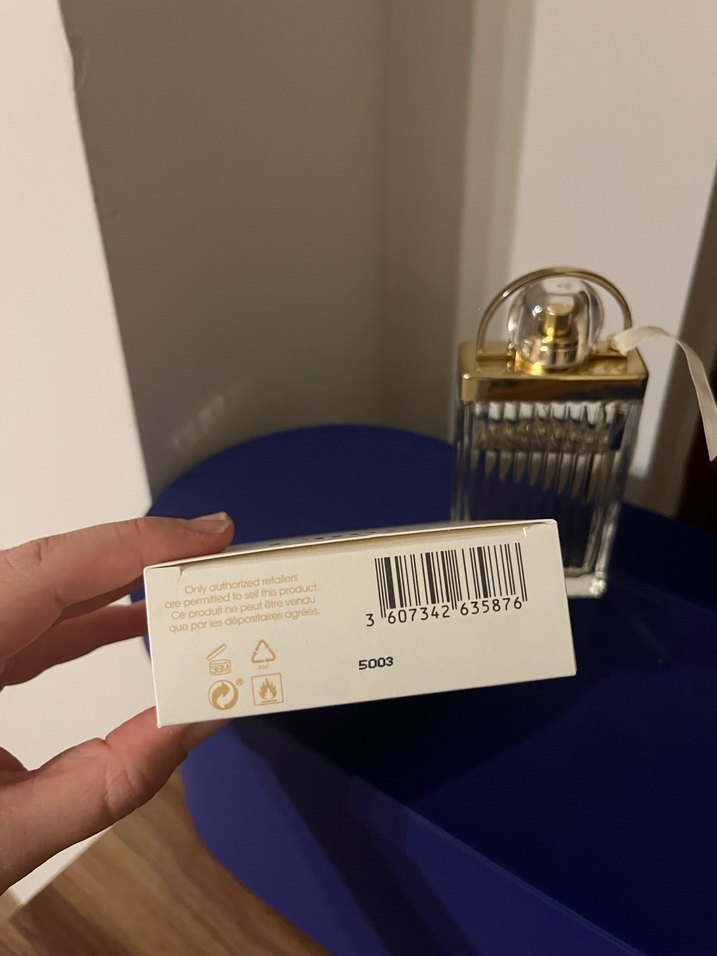 Only authorized retailers
are permitted to sell this product.
Ce produit ne peut être vendu
que par les dépositaires agréés.
3 607342 635876
30M
PAP
®
5003